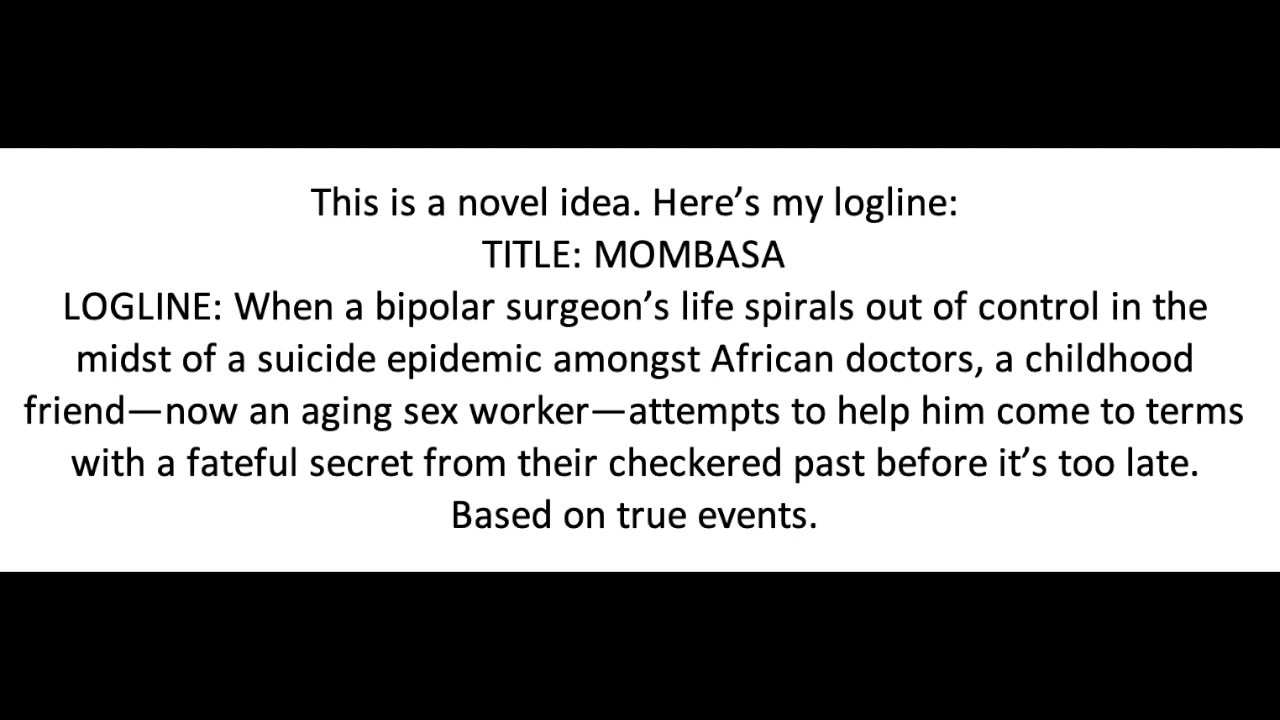 This is a novel idea. Here’s my logline:
TITLE: MOMBASA
LOGLINE: When a bipolar surgeon’s life spirals out of control in the
midst of a suicide epidemic amongst African doctors, a childhood
friend—now an aging sex worker—attempts to help him come to terms
with a fateful secret from their checkered past before it’s too late.
Based on true events.